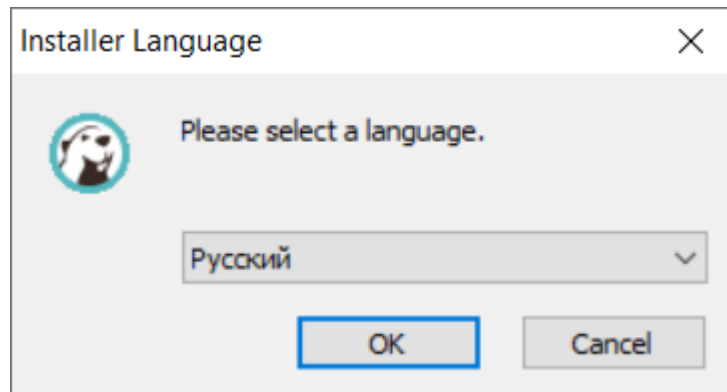 Installer Language
Please select a language.
Русский
OK
Cancel